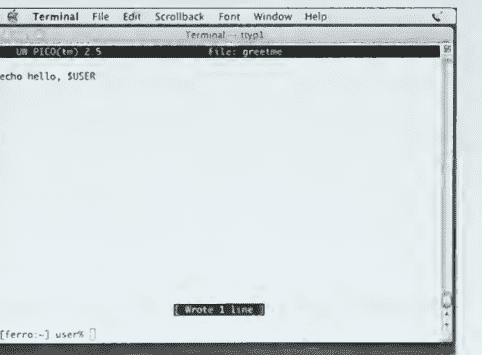 Terminal File Edit Scrollback Font Window Help
Terminal — ttyp1
UW PICO(tm) 2.5 File: greetme
echo hello, $USER
[ Wrote 1 line ]
[ferro:~] user%